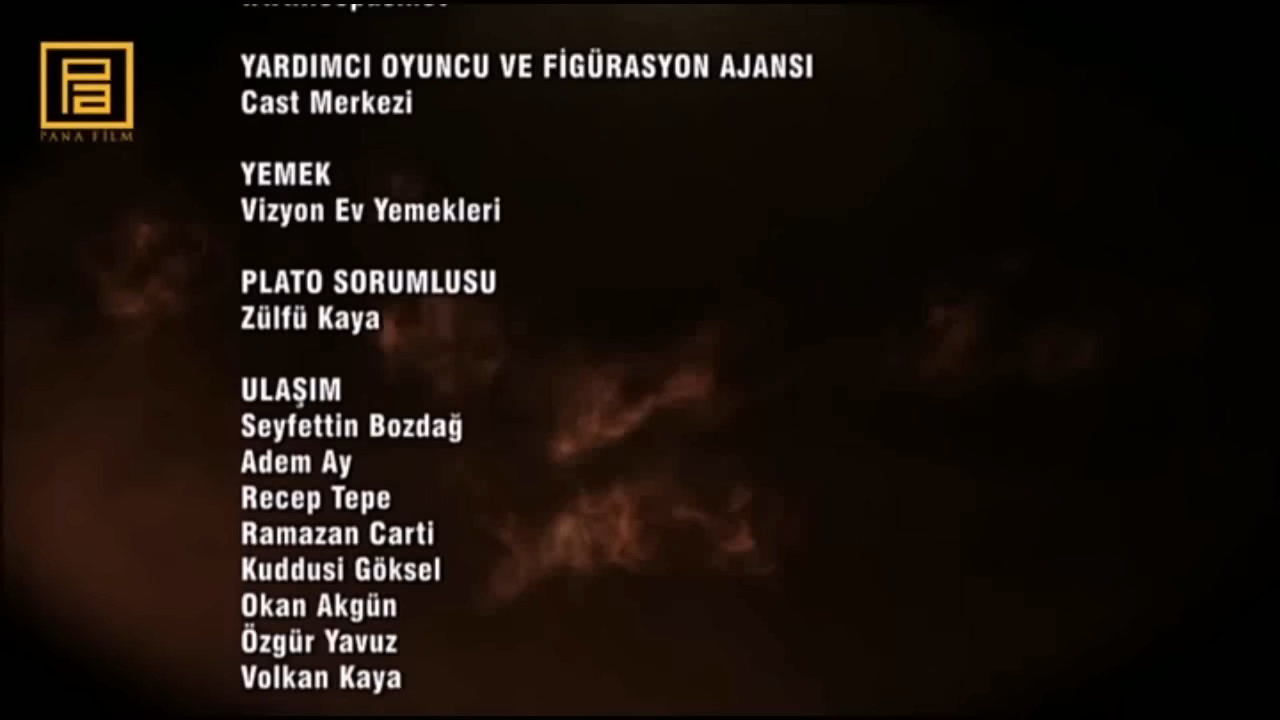 YARDIMCI OYUNCU VE FİGÜRASYON AJANSI
Cast Merkezi
PANA FİLM
YEMEK
Vizyon Ev Yemekleri
PLATO SORUMLUSU
Zülfü Kaya
ULAŞIM
Seyfettin Bozdağ
Adem Ay
Recep Tepe
Ramazan Carti
Kuddusi Göksel
Okan Akgün
Özgür Yavuz
Volkan Kaya